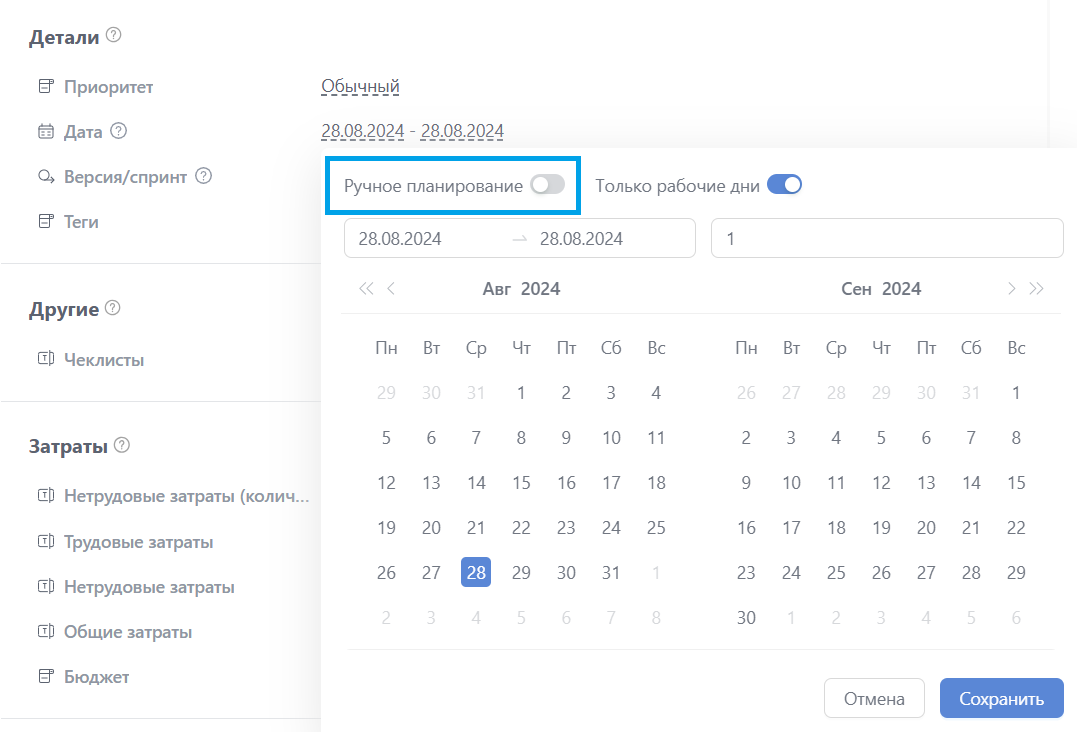 Детали
Приоритет Обычный
Дата 28.08.2024 - 28.08.2024
Версия/спринт
Теги
Ручное планирование Только рабочие дни
28.08.2024 → 28.08.2024 1
Авг 2024 Сен 2024
Пн Вт Ср Чт Пт Сб Вс Пн Вт Ср Чт Пт Сб Вс
29 30 31 1 2 3 4 26 27 28 29 30 31 1
5 6 7 8 9 10 11 2 3 4 5 6 7 8
12 13 14 15 16 17 18 9 10 11 12 13 14 15
19 20 21 22 23 24 25 16 17 18 19 20 21 22
26 27 28 29 30 31 1 23 24 25 26 27 28 29
2 3 4 5 6 7 8 30 1 2 3 4 5 6
Отмена Сохранить
Другие
Чеклисты
Затраты
Нетрудовые затраты (колич...
Трудовые затраты
Нетрудовые затраты
Общие затраты
Бюджет